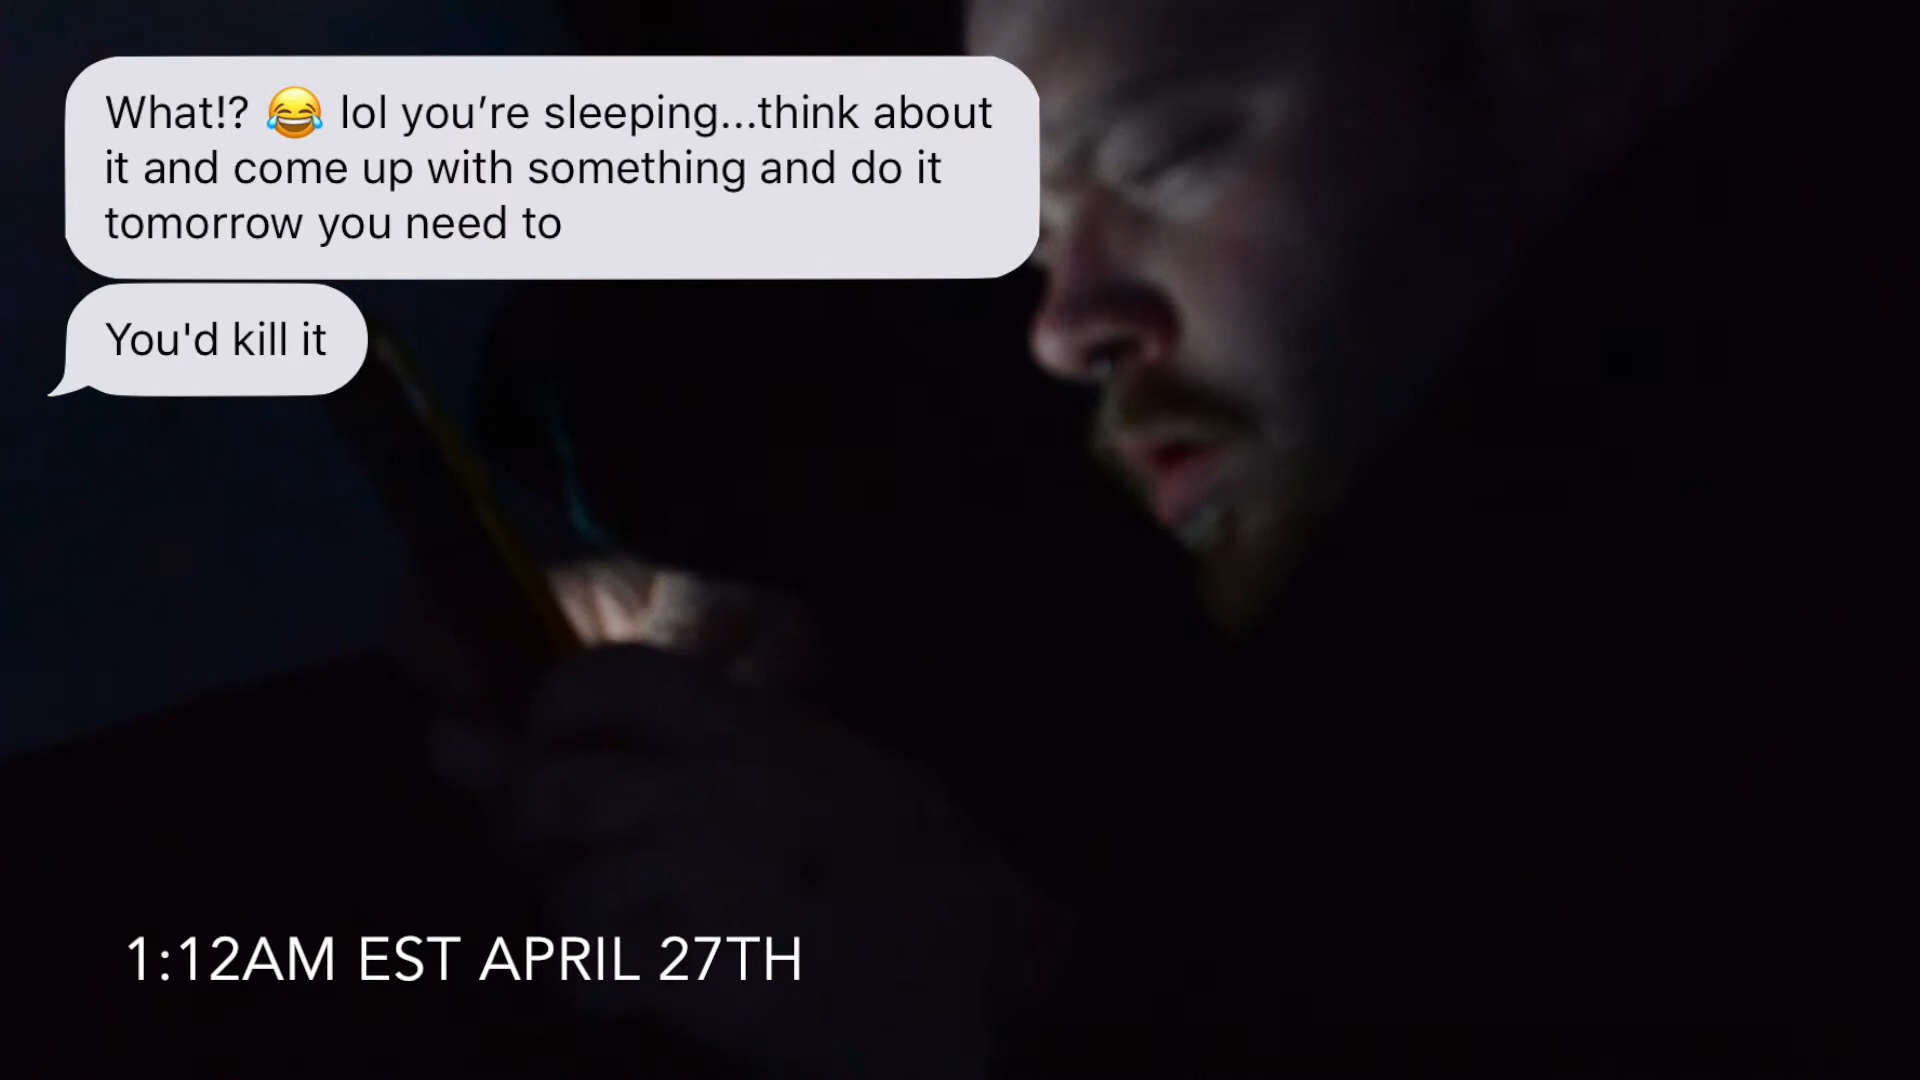 What!? 😂 lol you’re sleeping...think about
it and come up with something and do it
tomorrow you need to
You'd kill it
1:12AM EST APRIL 27TH